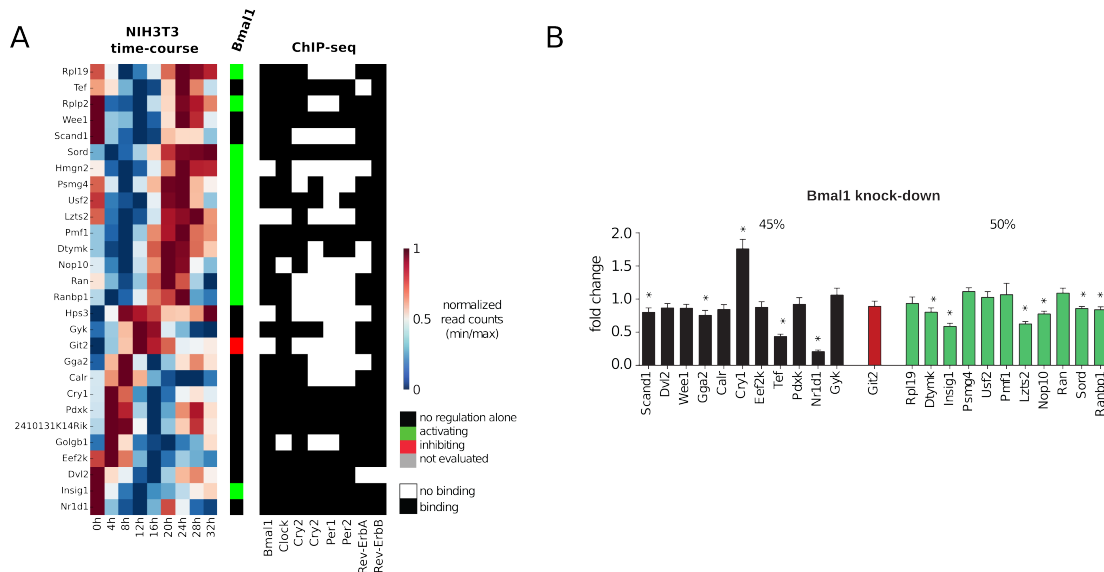 A
NIH3T3
time-course
Bmal1
ChIP-seq
Rpl19
Tef
Rplp2
Wee1
Scand1
Sord
Hmgn2
Psmg4
Usf2
Lzts2
Pmf1
Dtymk
Nop10
Ran
Ranbp1
Hps3
Gyk
Git2
Gga2
Calr
Cry1
Pdxk
2410131K14Rik
Golgb1
Eef2k
Dvl2
Insig1
Nr1d1
0h 4h 8h 12h 16h 20h 24h 28h 32h
Bmal1 Clock Cry2 Cry2 Per1 Per2 Rev-ErbA Rev-ErbB
1
0.5
0
normalized
read counts
(min/max)
no regulation alone
activating
inhibiting
not evaluated
no binding
binding
B
Bmal1 knock-down
45% 50%
fold change
2.0
1.5
1.0
0.5
0.0
* * * * * * * * * * *
Scand1 Dvl2 Wee1 Gga2 Calr Cry1 Eef2k Tef Pdxk Nr1d1 Gyk Git2 Rpl19 Dtymk Insig1 Psmg4 Usf2 Pmf1 Lzts2 Nop10 Ran Sord Ranbp1